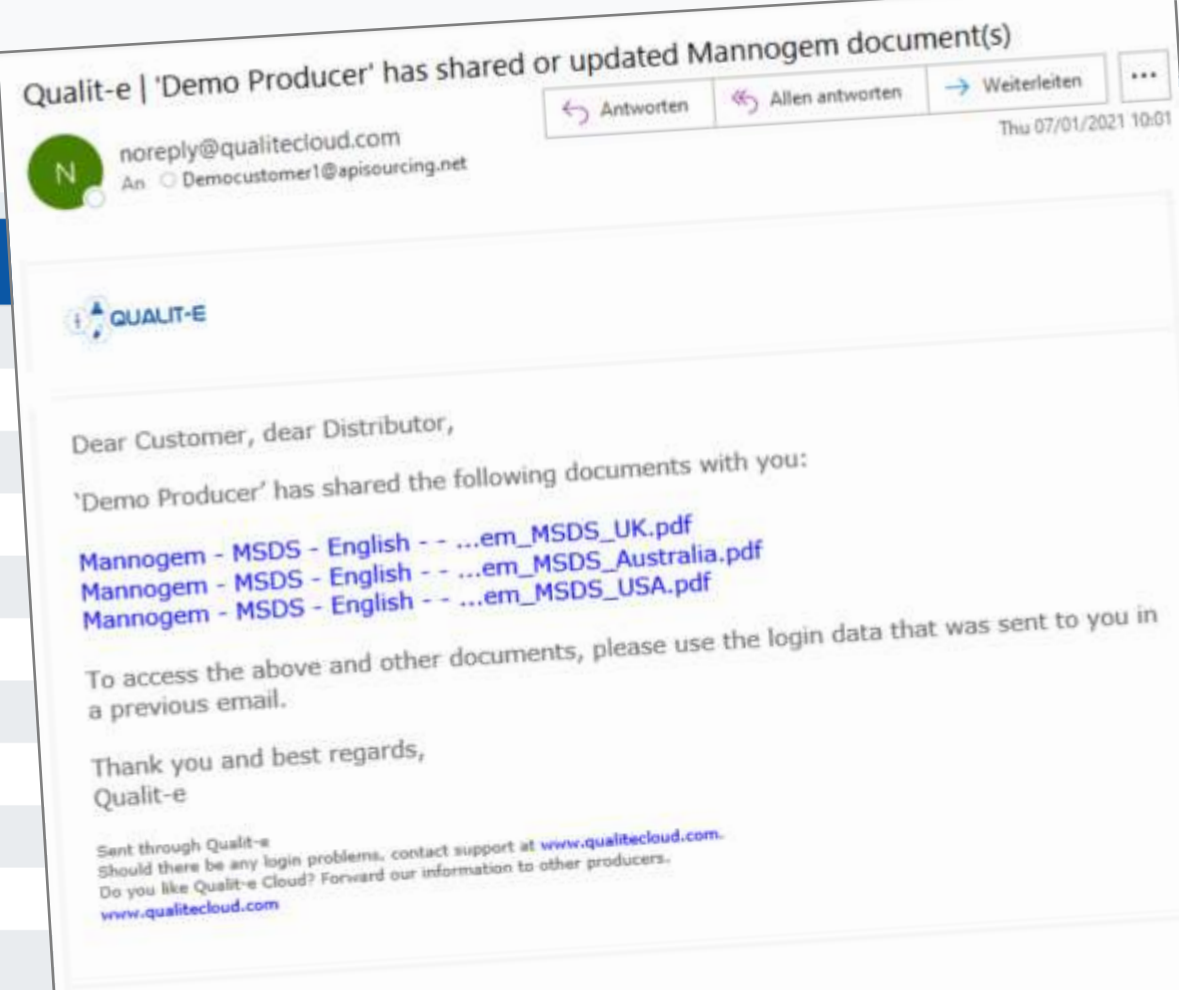 Qualit-e | 'Demo Producer' has shared or updated Mannogem document(s)
Antworten
Allen antworten
Weiterleiten
...
N
noreply@qualitecloud.com
An Democustomer1@apisourcing.net
Thu 07/01/2021 10:01
QUALIT-E
Dear Customer, dear Distributor,
'Demo Producer' has shared the following documents with you:
Mannogem - MSDS - English - - ...em_MSDS_UK.pdf
Mannogem - MSDS - English - - ...em_MSDS_Australia.pdf
Mannogem - MSDS - English - - ...em_MSDS_USA.pdf
To access the above and other documents, please use the login data that was sent to you in
a previous email.
Thank you and best regards,
Qualit-e
Sent through Qualit-e
Should there be any login problems, contact support at www.qualitecloud.com.
Do you like Qualit-e Cloud? Forward our information to other producers.
www.qualitecloud.com